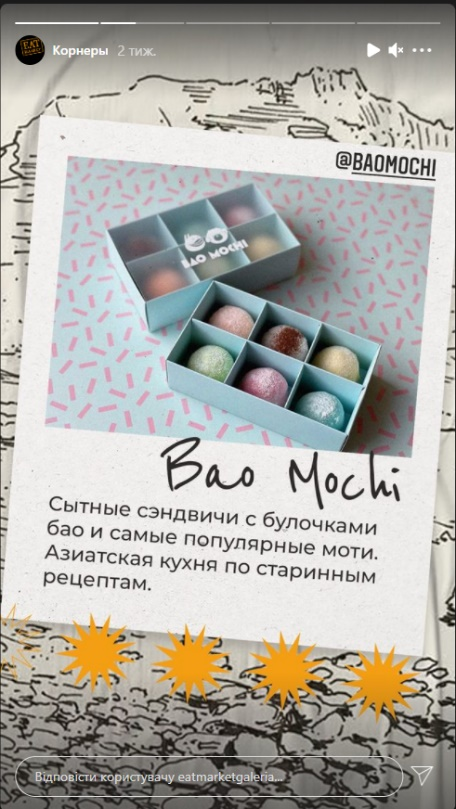 EAT
Корнеры 2 тиж.
@BAOMOCHI
BAO MOCHI
Bao Mochi
Сытные сэндвичи с булочками
бао и самые популярные моти.
Азиатская кухня по старинным
рецептам.
Відповісти користувачу eatmarketgaleria...